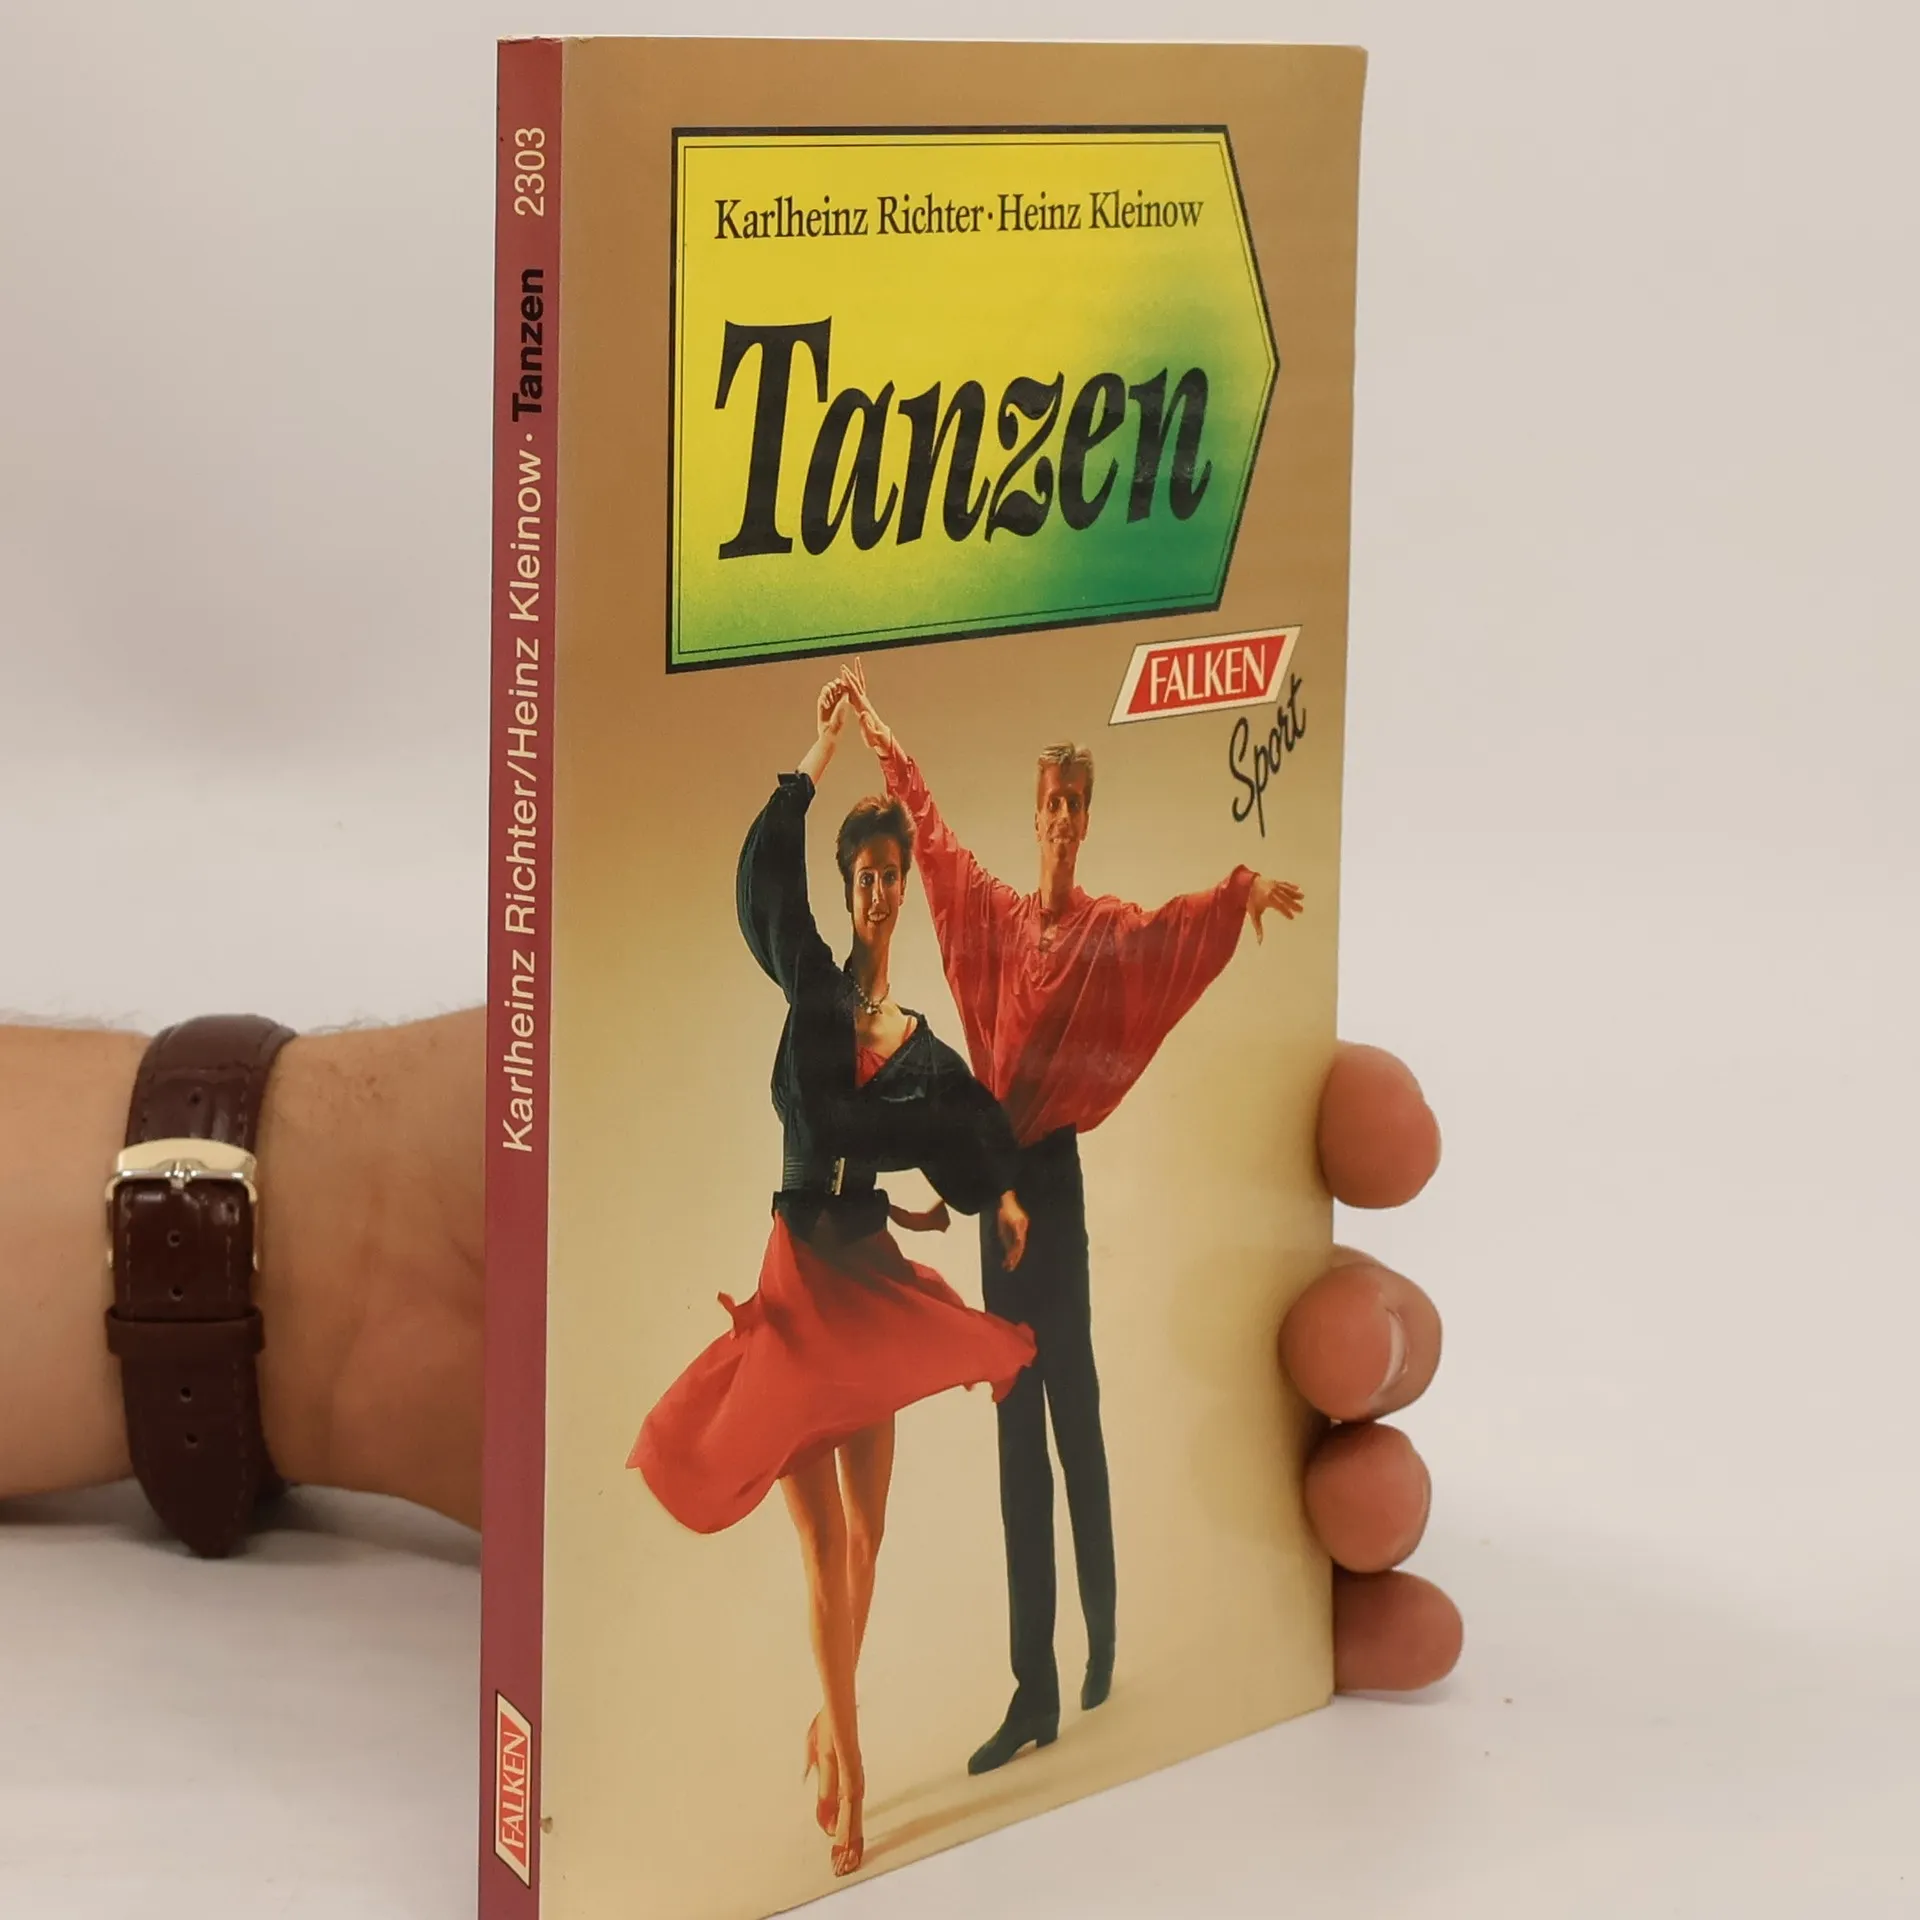 Karlheinz Richter·Heinz Kleinow
Tanzen
FALKEN
Sport
Karlheinz Richter/Heinz Kleinow · Tanzen 2303
FALKEN